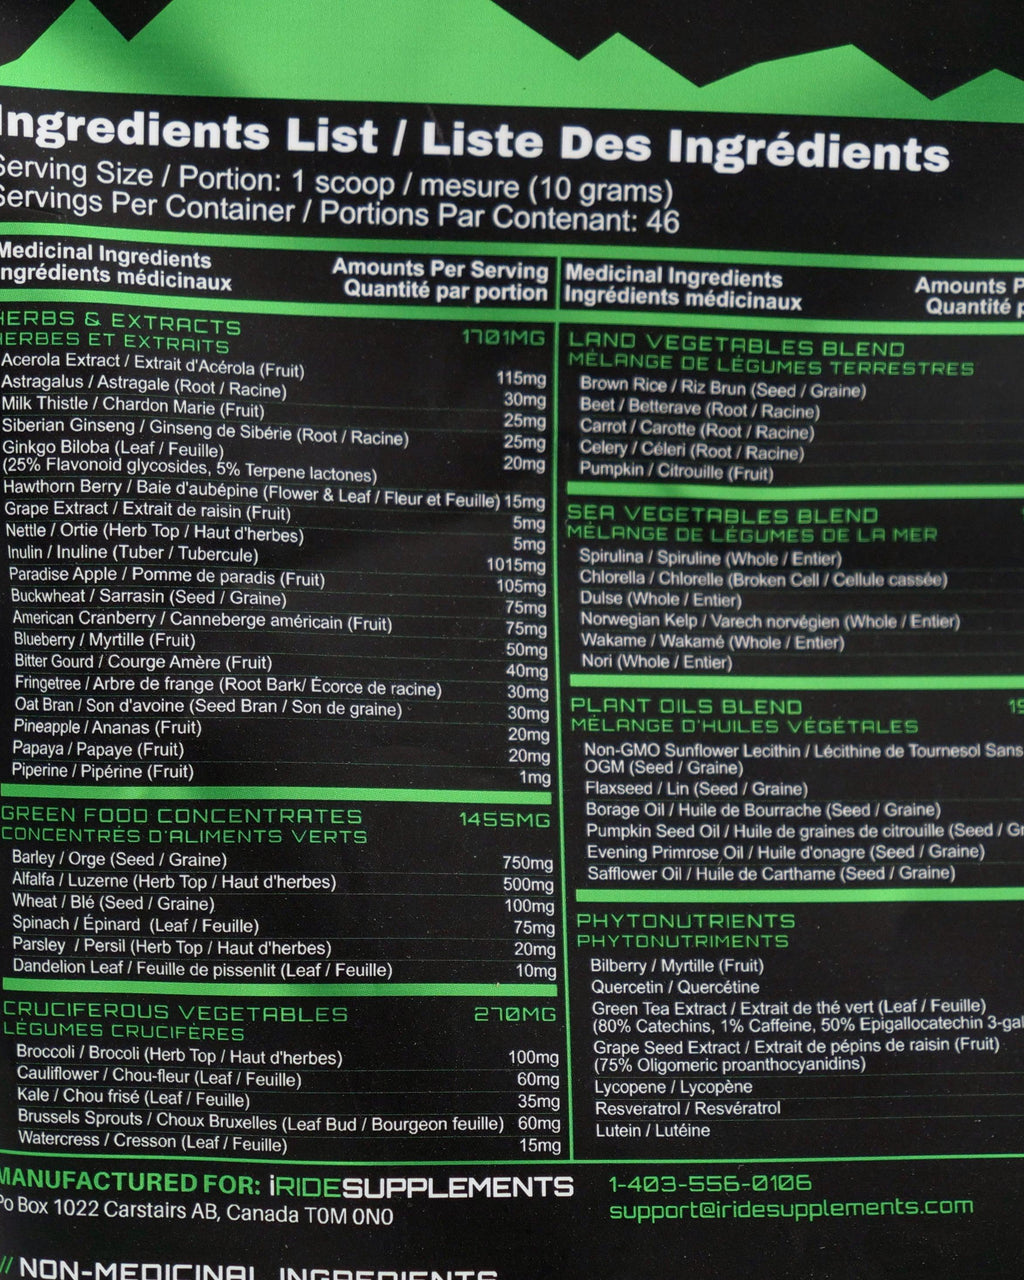 Ingredients List / Liste Des Ingrédients
Serving Size / Portion: 1 scoop / mesure (10 grams)
Servings Per Container / Portions Par Contenant: 46
Medicinal Ingredients
Ingrédients médicinaux
Amounts Per Serving
Quantité par portion
HERBS & EXTRACTS 1701MG
HERBES ET EXTRAITS
Acerola Extract / Extrait d'Acérola (Fruit) 115mg
Astragalus / Astragale (Root / Racine) 30mg
Milk Thistle / Chardon Marie (Fruit) 25mg
Siberian Ginseng / Ginseng de Sibérie (Root / Racine) 25mg
Ginkgo Biloba (Leaf / Feuille) 20mg
(25% Flavonoid glycosides, 5% Terpene lactones)
Hawthorn Berry / Baie d'aubépine (Flower & Leaf / Fleur et Feuille) 15mg
Grape Extract / Extrait de raisin (Fruit) 5mg
Nettle / Ortie (Herb Top / Haut d'herbes) 5mg
Inulin / Inuline (Tuber / Tubercule) 1015mg
Paradise Apple / Pomme de paradis (Fruit) 105mg
Buckwheat / Sarrasin (Seed / Graine) 75mg
American Cranberry / Canneberge américain (Fruit) 75mg
Blueberry / Myrtille (Fruit) 50mg
Bitter Gourd / Courge Amère (Fruit) 40mg
Fringetree / Arbre de frange (Root Bark/ Écorce de racine) 30mg
Oat Bran / Son d'avoine (Seed Bran / Son de graine) 30mg
Pineapple / Ananas (Fruit) 20mg
Papaya / Papaye (Fruit) 20mg
Piperine / Pipérine (Fruit) 1mg
GREEN FOOD CONCENTRATES 1455MG
CONCENTRÉS D'ALIMENTS VERTS
Barley / Orge (Seed / Graine) 750mg
Alfalfa / Luzerne (Herb Top / Haut d'herbes) 500mg
Wheat / Blé (Seed / Graine) 100mg
Spinach / Épinard (Leaf / Feuille) 75mg
Parsley / Persil (Herb Top / Haut d'herbes) 20mg
Dandelion Leaf / Feuille de pissenlit (Leaf / Feuille) 10mg
CRUCIFEROUS VEGETABLES 270MG
LÉGUMES CRUCIFÈRES
Broccoli / Brocoli (Herb Top / Haut d'herbes) 100mg
Cauliflower / Chou-fleur (Leaf / Feuille) 60mg
Kale / Chou frisé (Leaf / Feuille) 35mg
Brussels Sprouts / Choux Bruxelles (Leaf Bud / Bourgeon feuille) 60mg
Watercress / Cresson (Leaf / Feuille) 15mg
Medicinal Ingredients
Ingrédients médicinaux
Amounts P
Quantité p
LAND VEGETABLES BLEND
MÉLANGE DE LÉGUMES TERRESTRES
Brown Rice / Riz Brun (Seed / Graine)
Beet / Betterave (Root / Racine)
Carrot / Carotte (Root / Racine)
Celery / Céleri (Root / Racine)
Pumpkin / Citrouille (Fruit)
SEA VEGETABLES BLEND
MÉLANGE DE LÉGUMES DE LA MER
Spirulina / Spiruline (Whole / Entier)
Chlorella / Chlorelle (Broken Cell / Cellule cassée)
Dulse (Whole / Entier)
Norwegian Kelp / Varech norvégien (Whole / Entier)
Wakame / Wakamé (Whole / Entier)
Nori (Whole / Entier)
PLANT OILS BLEND 19
MÉLANGE D'HUILES VÉGÉTALES
Non-GMO Sunflower Lecithin / Lécithine de Tournesol Sans
OGM (Seed / Graine)
Flaxseed / Lin (Seed / Graine)
Borage Oil / Huile de Bourrache (Seed / Graine)
Pumpkin Seed Oil / Huile de graines de citrouille (Seed / Gr
Evening Primrose Oil / Huile d'onagre (Seed / Graine)
Safflower Oil / Huile de Carthame (Seed / Graine)
PHYTONUTRIENTS
PHYTONUTRIMENTS
Bilberry / Myrtille (Fruit)
Quercetin / Quercétine
Green Tea Extract / Extrait de thé vert (Leaf / Feuille)
(80% Catechins, 1% Caffeine, 50% Epigallocatechin 3-gal
Grape Seed Extract / Extrait de pépins de raisin (Fruit)
(75% Oligomeric proanthocyanidins)
Lycopene / Lycopène
Resveratrol / Resvératrol
Lutein / Lutéine
MANUFACTURED FOR: iRIDESUPPLEMENTS
Po Box 1022 Carstairs AB, Canada T0M 0N0
1-403-556-0106
support@iridesupplements.com
// NON-MEDICINAL INGREDIENTS